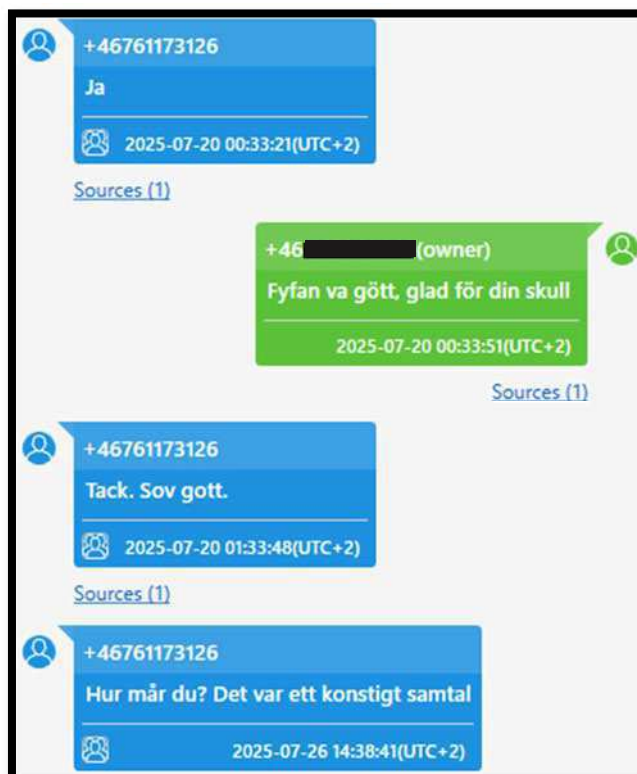 +46761173126
Ja
2025-07-20 00:33:21(UTC+2)
Sources (1)
+46 (owner)
Fyfan va gött, glad för din skull
2025-07-20 00:33:51(UTC+2)
Sources (1)
+46761173126
Tack. Sov gott.
2025-07-20 01:33:48(UTC+2)
Sources (1)
+46761173126
Hur mår du? Det var ett konstigt samtal
2025-07-26 14:38:41(UTC+2)